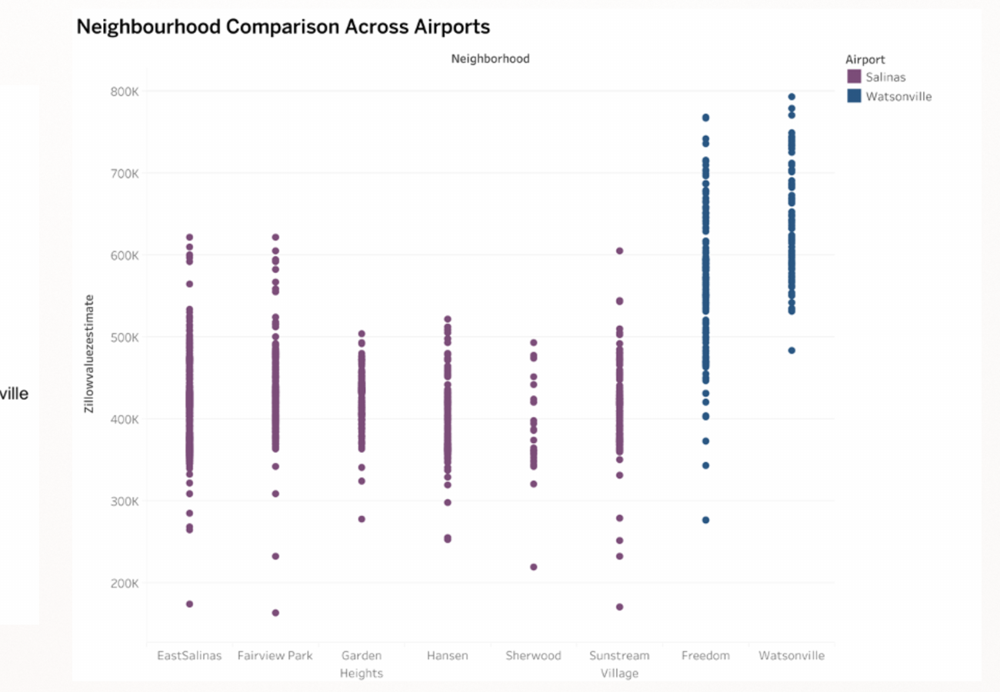 Neighbourhood Comparison Across Airports
Neighborhood
Airport
Salinas
Watsonville
800K
700K
600K
500K
400K
300K
200K
Zillowvaluezestimate
ville
EastSalinas
Fairview Park
Garden
Heights
Hansen
Sherwood
Sunstream
Village
Freedom
Watsonville